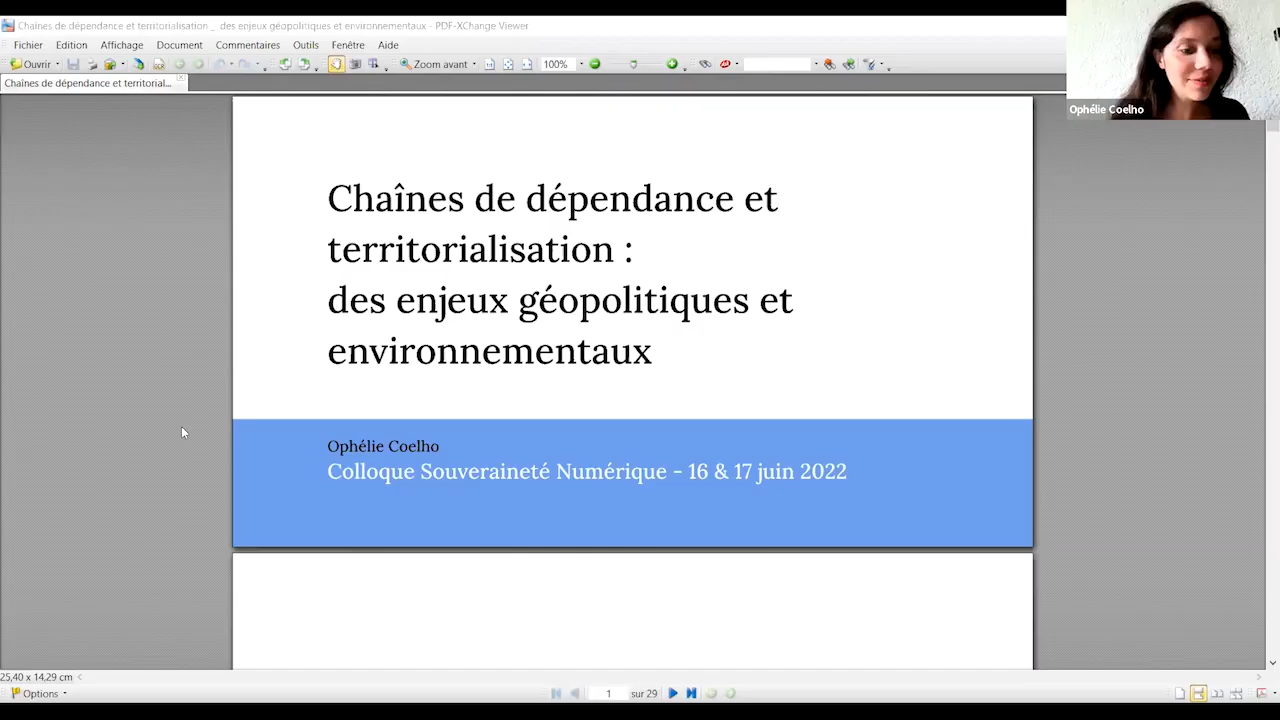 Chaînes de dépendance et territorialisation _ des enjeux géopolitiques et environnementaux - PDF-XChange Viewer
Fichier Edition Affichage Document Commentaires Outils Fenêtre Aide
Ouvrir Zoom avant 100%
Chaînes de dépendance et territorial...
Ophélie Coelho
Chaînes de dépendance et
territorialisation :
des enjeux géopolitiques et
environnementaux
Ophélie Coelho
Colloque Souveraineté Numérique - 16 & 17 juin 2022
25,40 x 14,29 cm
Options 1 sur 29